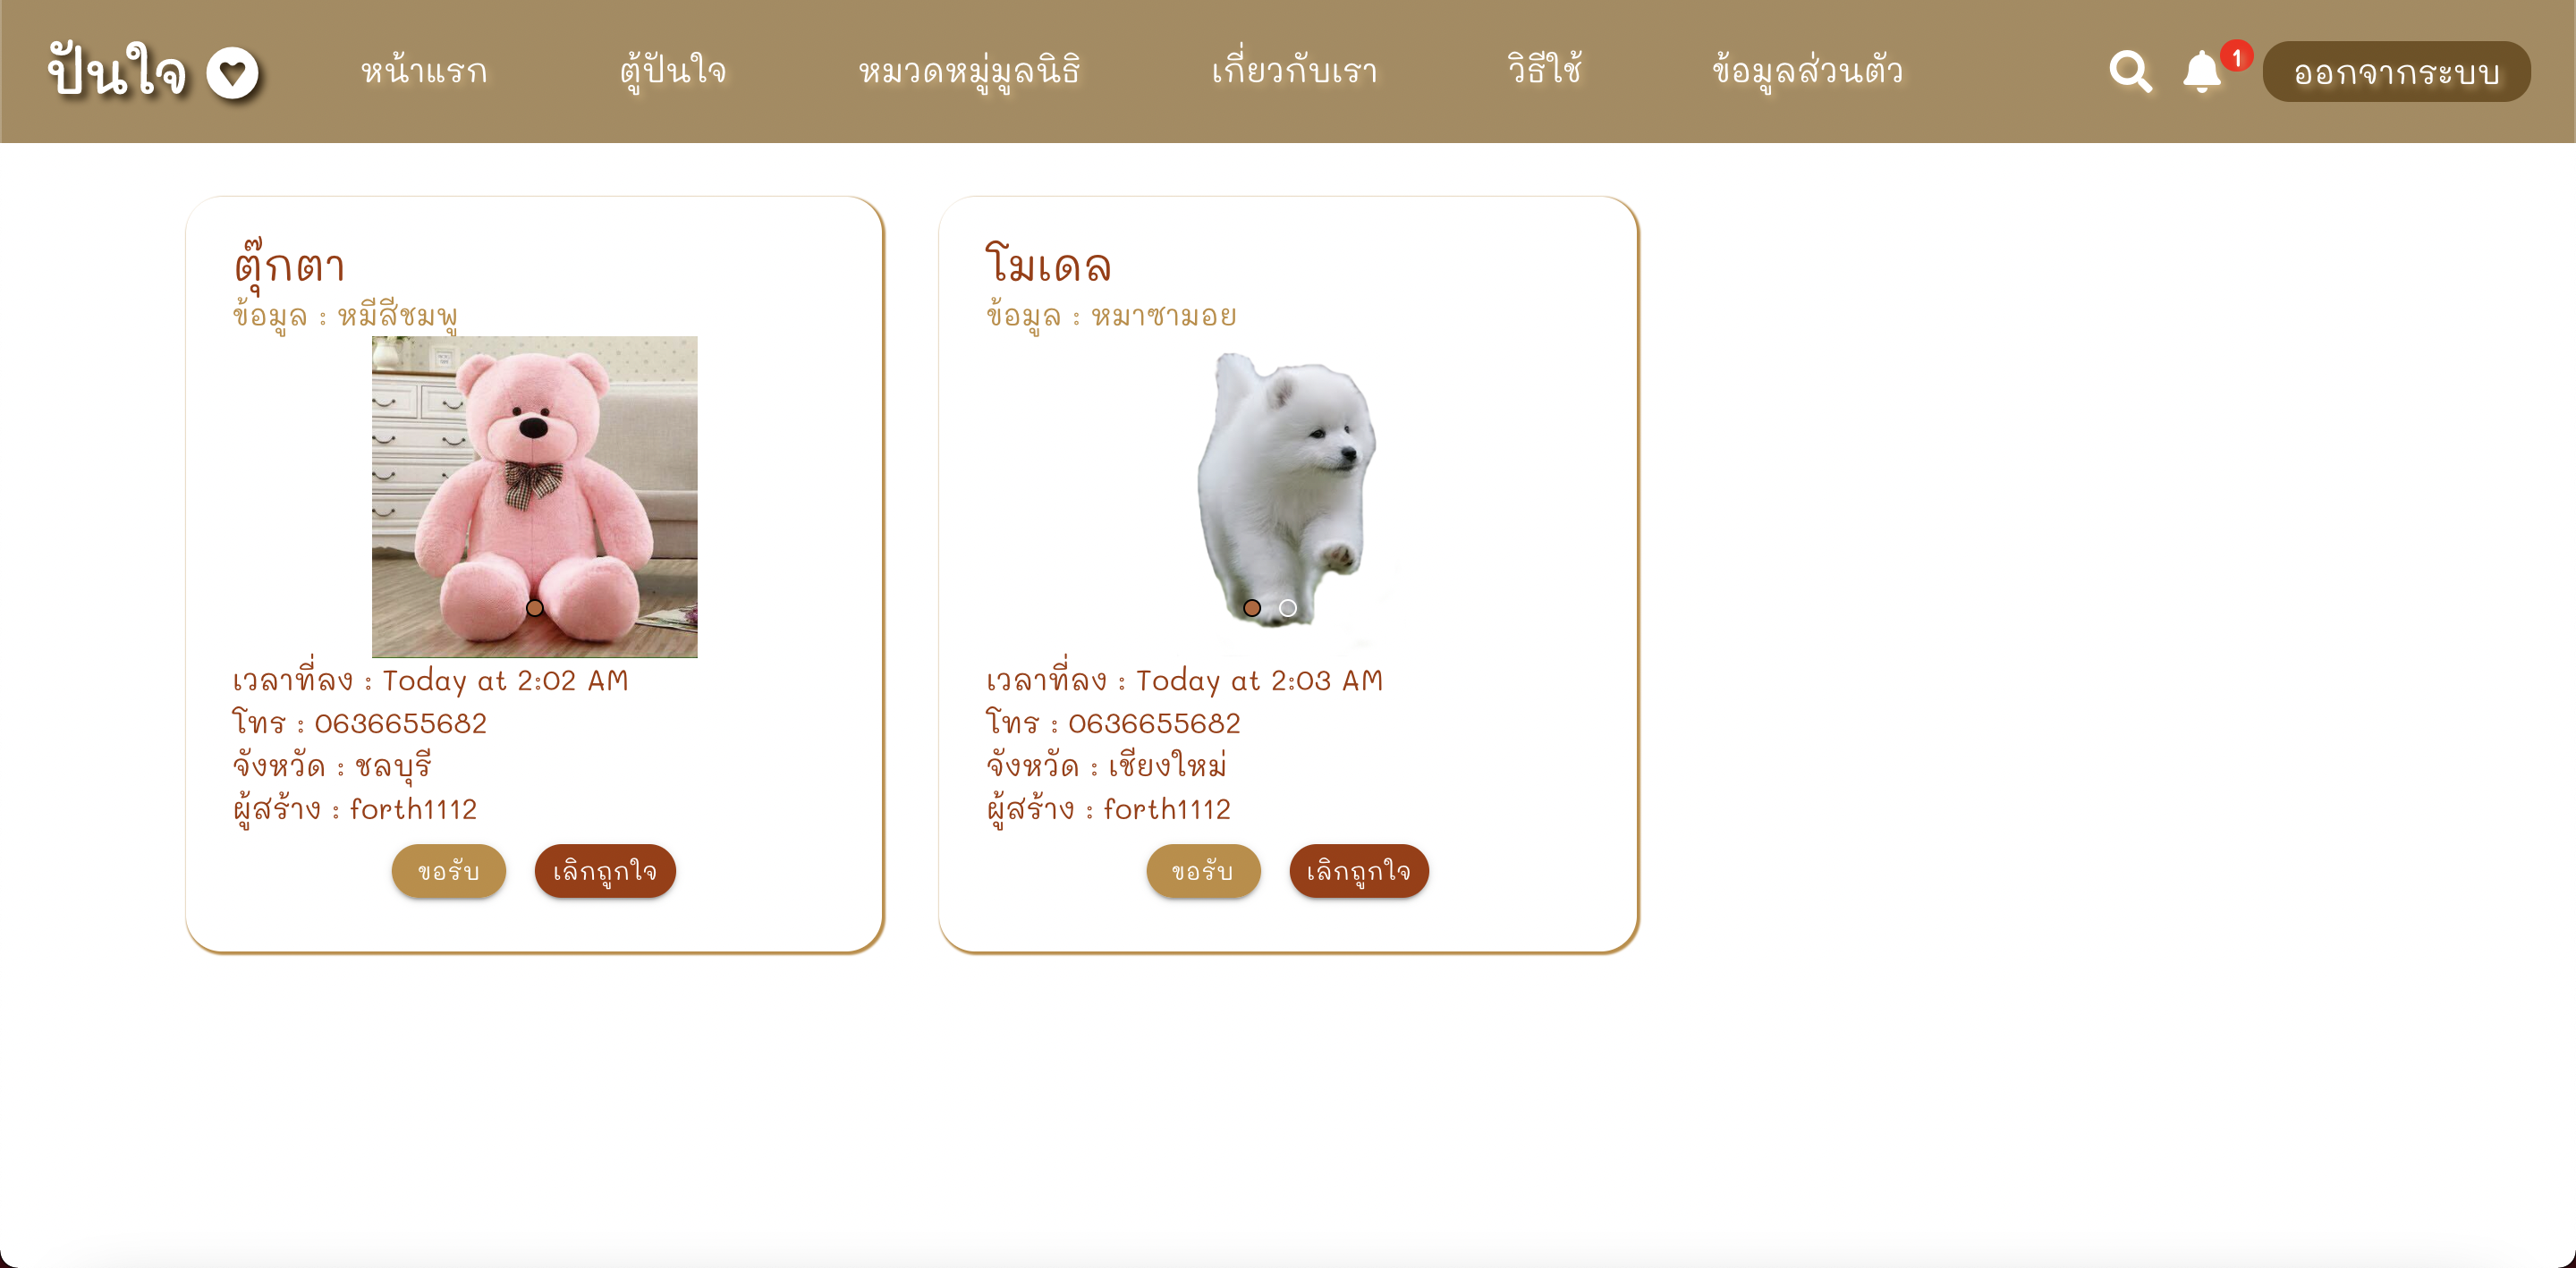 ปันใจ
หน้าแรก
ตู้ปันใจ
หมวดหมู่มูลนิธิ
เกี่ยวกับเรา
วิธีใช้
ข้อมูลส่วนตัว
1
ออกจากระบบ
ตุ๊กตา
ข้อมูล : หมีสีชมพู
เวลาที่ลง : Today at 2:02 AM
โทร : 0636655682
จังหวัด : ชลบุรี
ผู้สร้าง : forth1112
ขอรับ
เลิกถูกใจ
โมเดล
ข้อมูล : หมาซามอย
เวลาที่ลง : Today at 2:03 AM
โทร : 0636655682
จังหวัด : เชียงใหม่
ผู้สร้าง : forth1112
ขอรับ
เลิกถูกใจ